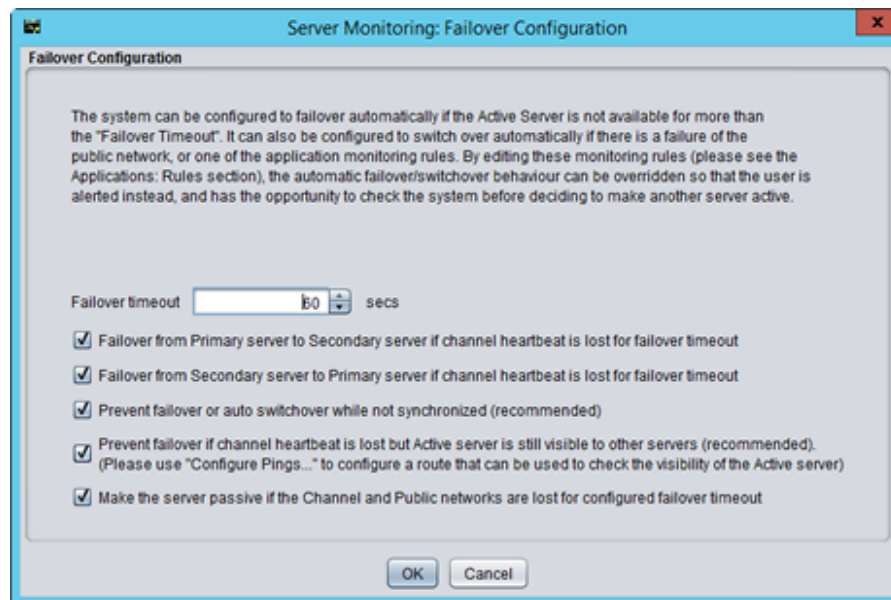 Server Monitoring: Failover Configuration
x
Failover Configuration
The system can be configured to failover automatically if the Active Server is not available for more than
the "Failover Timeout". It can also be configured to switch over automatically if there is a failure of the
public network, or one of the application monitoring rules. By editing these monitoring rules (please see the
Applications: Rules section), the automatic failover/switchover behaviour can be overridden so that the user is
alerted instead, and has the opportunity to check the system before deciding to make another server active.
Failover timeout 60 secs
Failover from Primary server to Secondary server if channel heartbeat is lost for failover timeout
Failover from Secondary server to Primary server if channel heartbeat is lost for failover timeout
Prevent failover or auto switchover while not synchronized (recommended)
Prevent failover if channel heartbeat is lost but Active server is still visible to other servers (recommended).
(Please use "Configure Pings..." to configure a route that can be used to check the visibility of the Active server)
Make the server passive if the Channel and Public networks are lost for configured failover timeout
OK Cancel